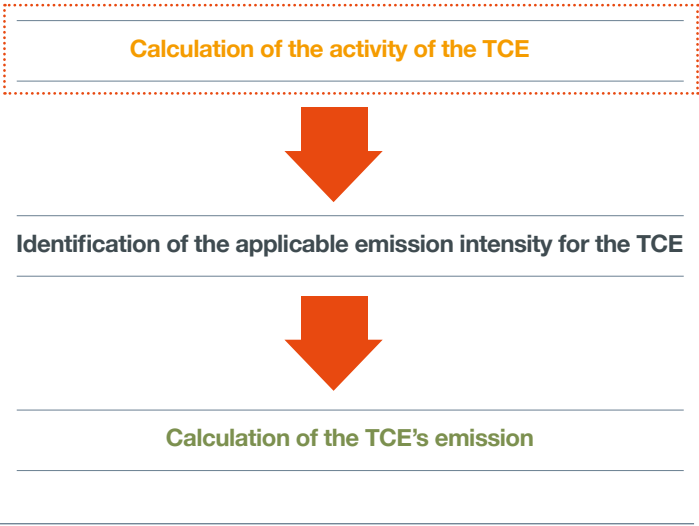 Calculation of the activity of the TCE
Identification of the applicable emission intensity for the TCE
Calculation of the TCE’s emission